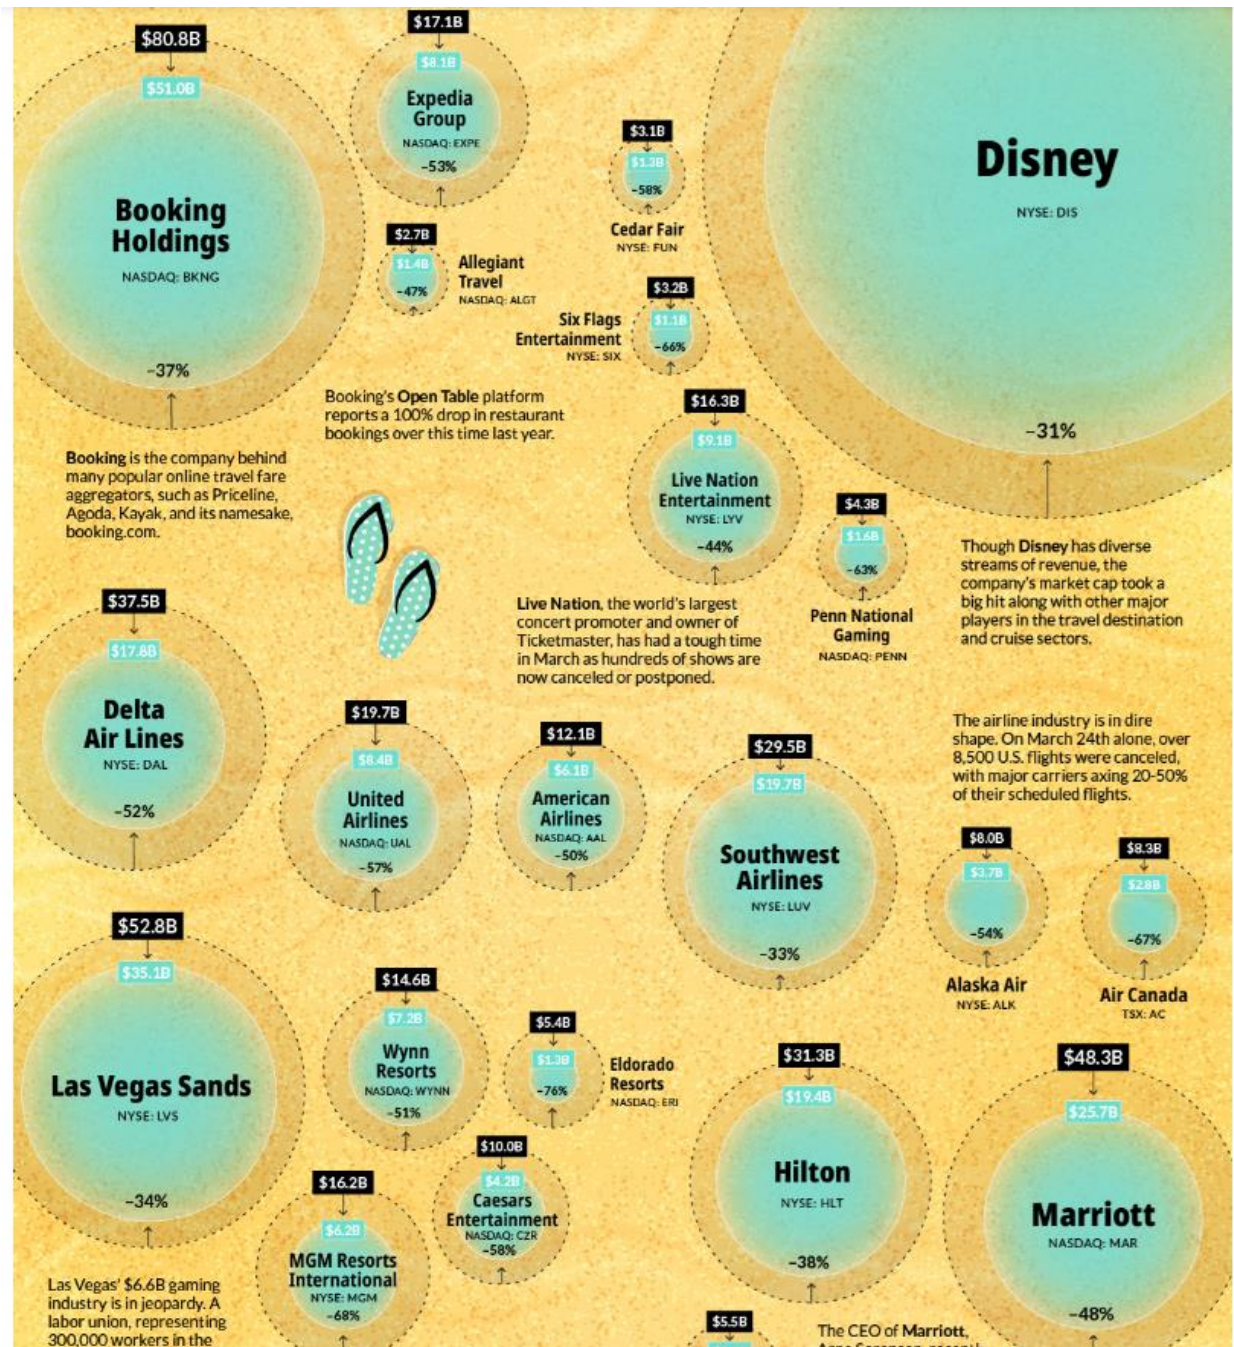 $80.8B
$51.0B
Booking
Holdings
NASDAQ: BKNG
-37%
Booking is the company behind
many popular online travel fare
aggregators, such as Priceline,
Agoda, Kayak, and its namesake,
booking.com.
$17.1B
$8.1B
Expedia
Group
NASDAQ: EXPE
-53%
$2.7B
$1.4B
-47%
Allegiant
Travel
NASDAQ: ALGT
Booking's Open Table platform
reports a 100% drop in restaurant
bookings over this time last year.
$3.1B
$1.3B
-58%
Cedar Fair
NYSE: FUN
$3.2B
$1.1B
-66%
Six Flags
Entertainment
NYSE: SIX
Disney
NYSE: DIS
-31%
Though Disney has diverse
streams of revenue, the
company's market cap took a
big hit along with other major
players in the travel destination
and cruise sectors.
$16.3B
$9.1B
Live Nation
Entertainment
NYSE: LYV
-44%
Live Nation, the world's largest
concert promoter and owner of
Ticketmaster, has had a tough time
in March as hundreds of shows are
now canceled or postponed.
$4.3B
$1.6B
-63%
Penn National
Gaming
NASDAQ: PENN
$37.5B
$17.8B
Delta
Air Lines
NYSE: DAL
-52%
$19.7B
$8.4B
United
Airlines
NASDAQ: UAL
-57%
$12.1B
$6.1B
American
Airlines
NASDAQ: AAL
-50%
$29.5B
$19.7B
Southwest
Airlines
NYSE: LUV
-33%
The airline industry is in dire
shape. On March 24th alone, over
8,500 U.S. flights were canceled,
with major carriers axing 20-50%
of their scheduled flights.
$8.0B
$3.7B
-54%
Alaska Air
NYSE: ALK
$8.3B
$2.8B
-67%
Air Canada
TSX: AC
$52.8B
$35.1B
Las Vegas Sands
NYSE: LVS
-34%
Las Vegas' $6.6B gaming
industry is in jeopardy. A
labor union, representing
300,000 workers in the
$14.6B
$7.2B
Wynn
Resorts
NASDAQ: WYNN
-51%
$5.4B
$1.3B
-76%
Eldorado
Resorts
NASDAQ: ERI
$10.0B
$4.2B
Caesars
Entertainment
NASDAQ: CZR
-58%
$16.2B
$6.2B
MGM Resorts
International
NYSE: MGM
-68%
$31.3B
$19.4B
Hilton
NYSE: HLT
-38%
$48.3B
$25.7B
Marriott
NASDAQ: MAR
-48%
$5.5B
The CEO of Marriott,